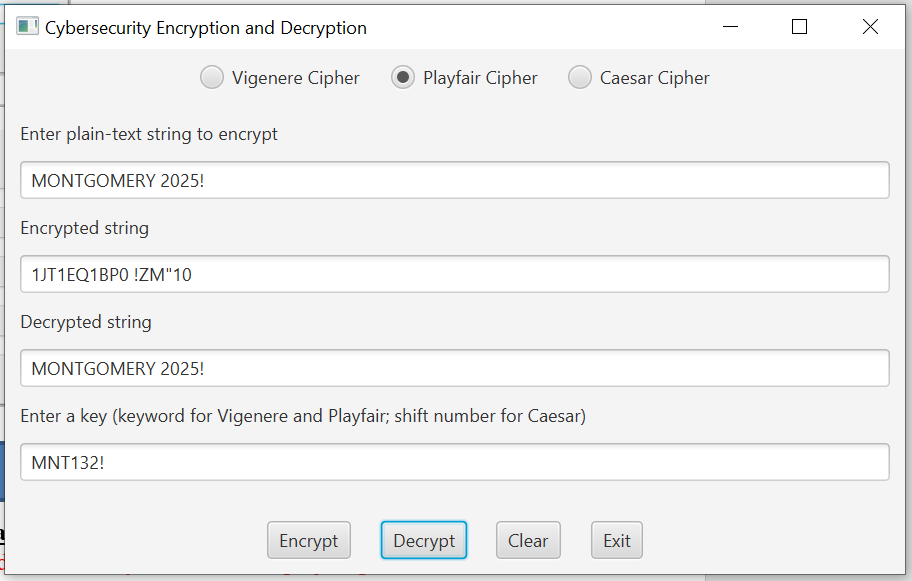 Cybersecurity Encryption and Decryption
Vigenere Cipher Playfair Cipher Caesar Cipher
Enter plain-text string to encrypt
MONTGOMERY 2025!
Encrypted string
1JT1EQ1BP0 !ZM"10
Decrypted string
MONTGOMERY 2025!
Enter a key (keyword for Vigenere and Playfair; shift number for Caesar)
MNT132!
Encrypt Decrypt Clear Exit